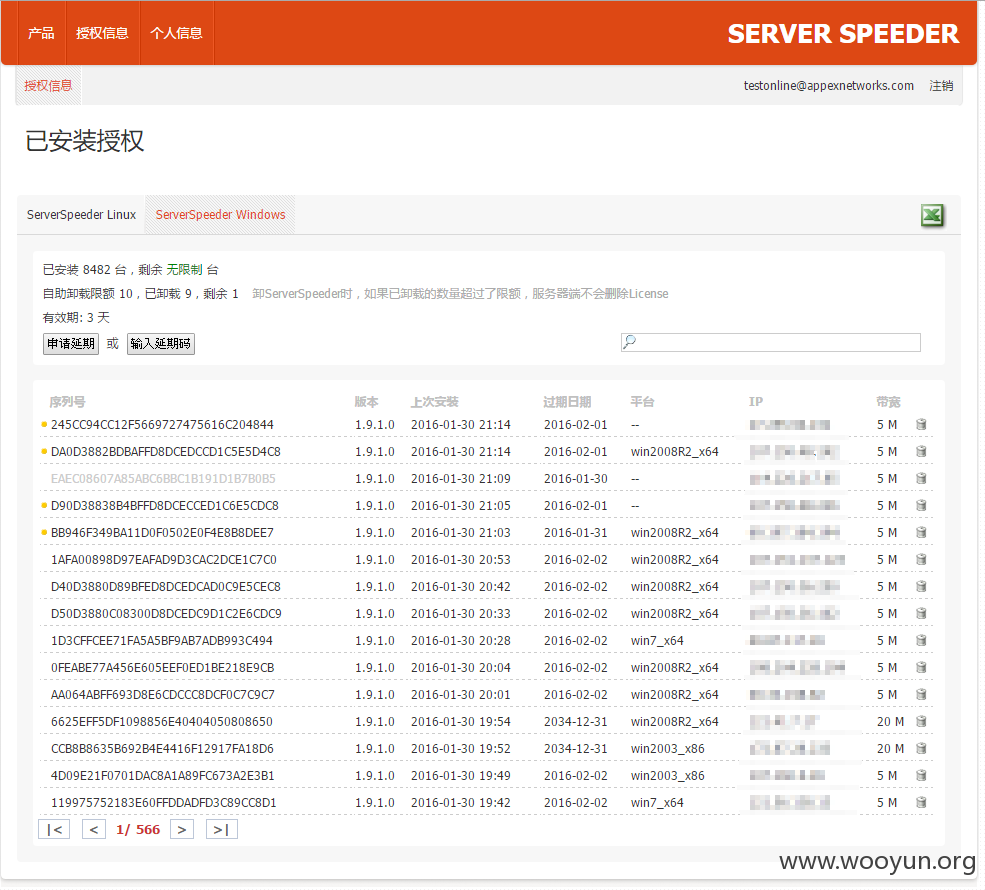 产品 授权信息 个人信息 SERVER SPEEDER
授权信息 testonline@appexnetworks.com 注销
已安装授权
ServerSpeeder Linux ServerSpeeder Windows
已安装 8482 台，剩余 无限制 台
自助卸载限额 10，已卸载 9，剩余 1 卸ServerSpeeder时，如果已卸载的数量超过了限额，服务器端不会删除License
有效期: 3 天
申请延期 或 输入延期码
序列号 版本 上次安装 过期日期 平台 IP 带宽
245CC94CC12F5669727475616C204844 1.9.1.0 2016-01-30 21:14 2016-02-01 -- 5 M
DA0D3882BDBAFFD8DCEDCCD1C5E5D4C8 1.9.1.0 2016-01-30 21:14 2016-02-01 win2008R2_x64 5 M
EAEC08607A85ABC6BBC1B191D1B7B0B5 1.9.1.0 2016-01-30 21:09 2016-01-30 -- 5 M
D90D38838B4BFFD8DCECCED1C6E5CDC8 1.9.1.0 2016-01-30 21:05 2016-02-01 -- 5 M
BB946F349BA11D0F0502E0F4E8B8DEE7 1.9.1.0 2016-01-30 21:03 2016-01-31 win2008R2_x64 5 M
1AFA00898D97EAFAD9D3CAC2DCE1C7C0 1.9.1.0 2016-01-30 20:53 2016-02-02 win2008R2_x64 5 M
D40D3880D89BFED8DCEDCAD0C9E5CEC8 1.9.1.0 2016-01-30 20:42 2016-02-02 win2008R2_x64 5 M
D50D3880C08300D8DCEDC9D1C2E6CDC9 1.9.1.0 2016-01-30 20:33 2016-02-02 win2008R2_x64 5 M
1D3CFFCEE71FA5A5BF9AB7ADB993C494 1.9.1.0 2016-01-30 20:28 2016-02-02 win7_x64 5 M
0FEABE77A456E605EEF0ED1BE218E9CB 1.9.1.0 2016-01-30 20:04 2016-02-02 win2008R2_x64 5 M
AA064ABFF693D8E6CDCCC8DCF0C7C9C7 1.9.1.0 2016-01-30 20:01 2016-02-02 win2008R2_x64 5 M
6625EFF5DF1098856E40404050808650 1.9.1.0 2016-01-30 19:54 2034-12-31 win2008R2_x64 20 M
CCB8B8635B692B4E4416F12917FA18D6 1.9.1.0 2016-01-30 19:52 2034-12-31 win2003_x86 20 M
4D09E21F0701DAC8A1A89FC673A2E3B1 1.9.1.0 2016-01-30 19:49 2016-02-02 win2003_x86 5 M
119975752183E60FFDDADFD3C89CC8D1 1.9.1.0 2016-01-30 19:42 2016-02-02 win7_x64 5 M
|< < 1/ 566 > >|
www.wooyun.org